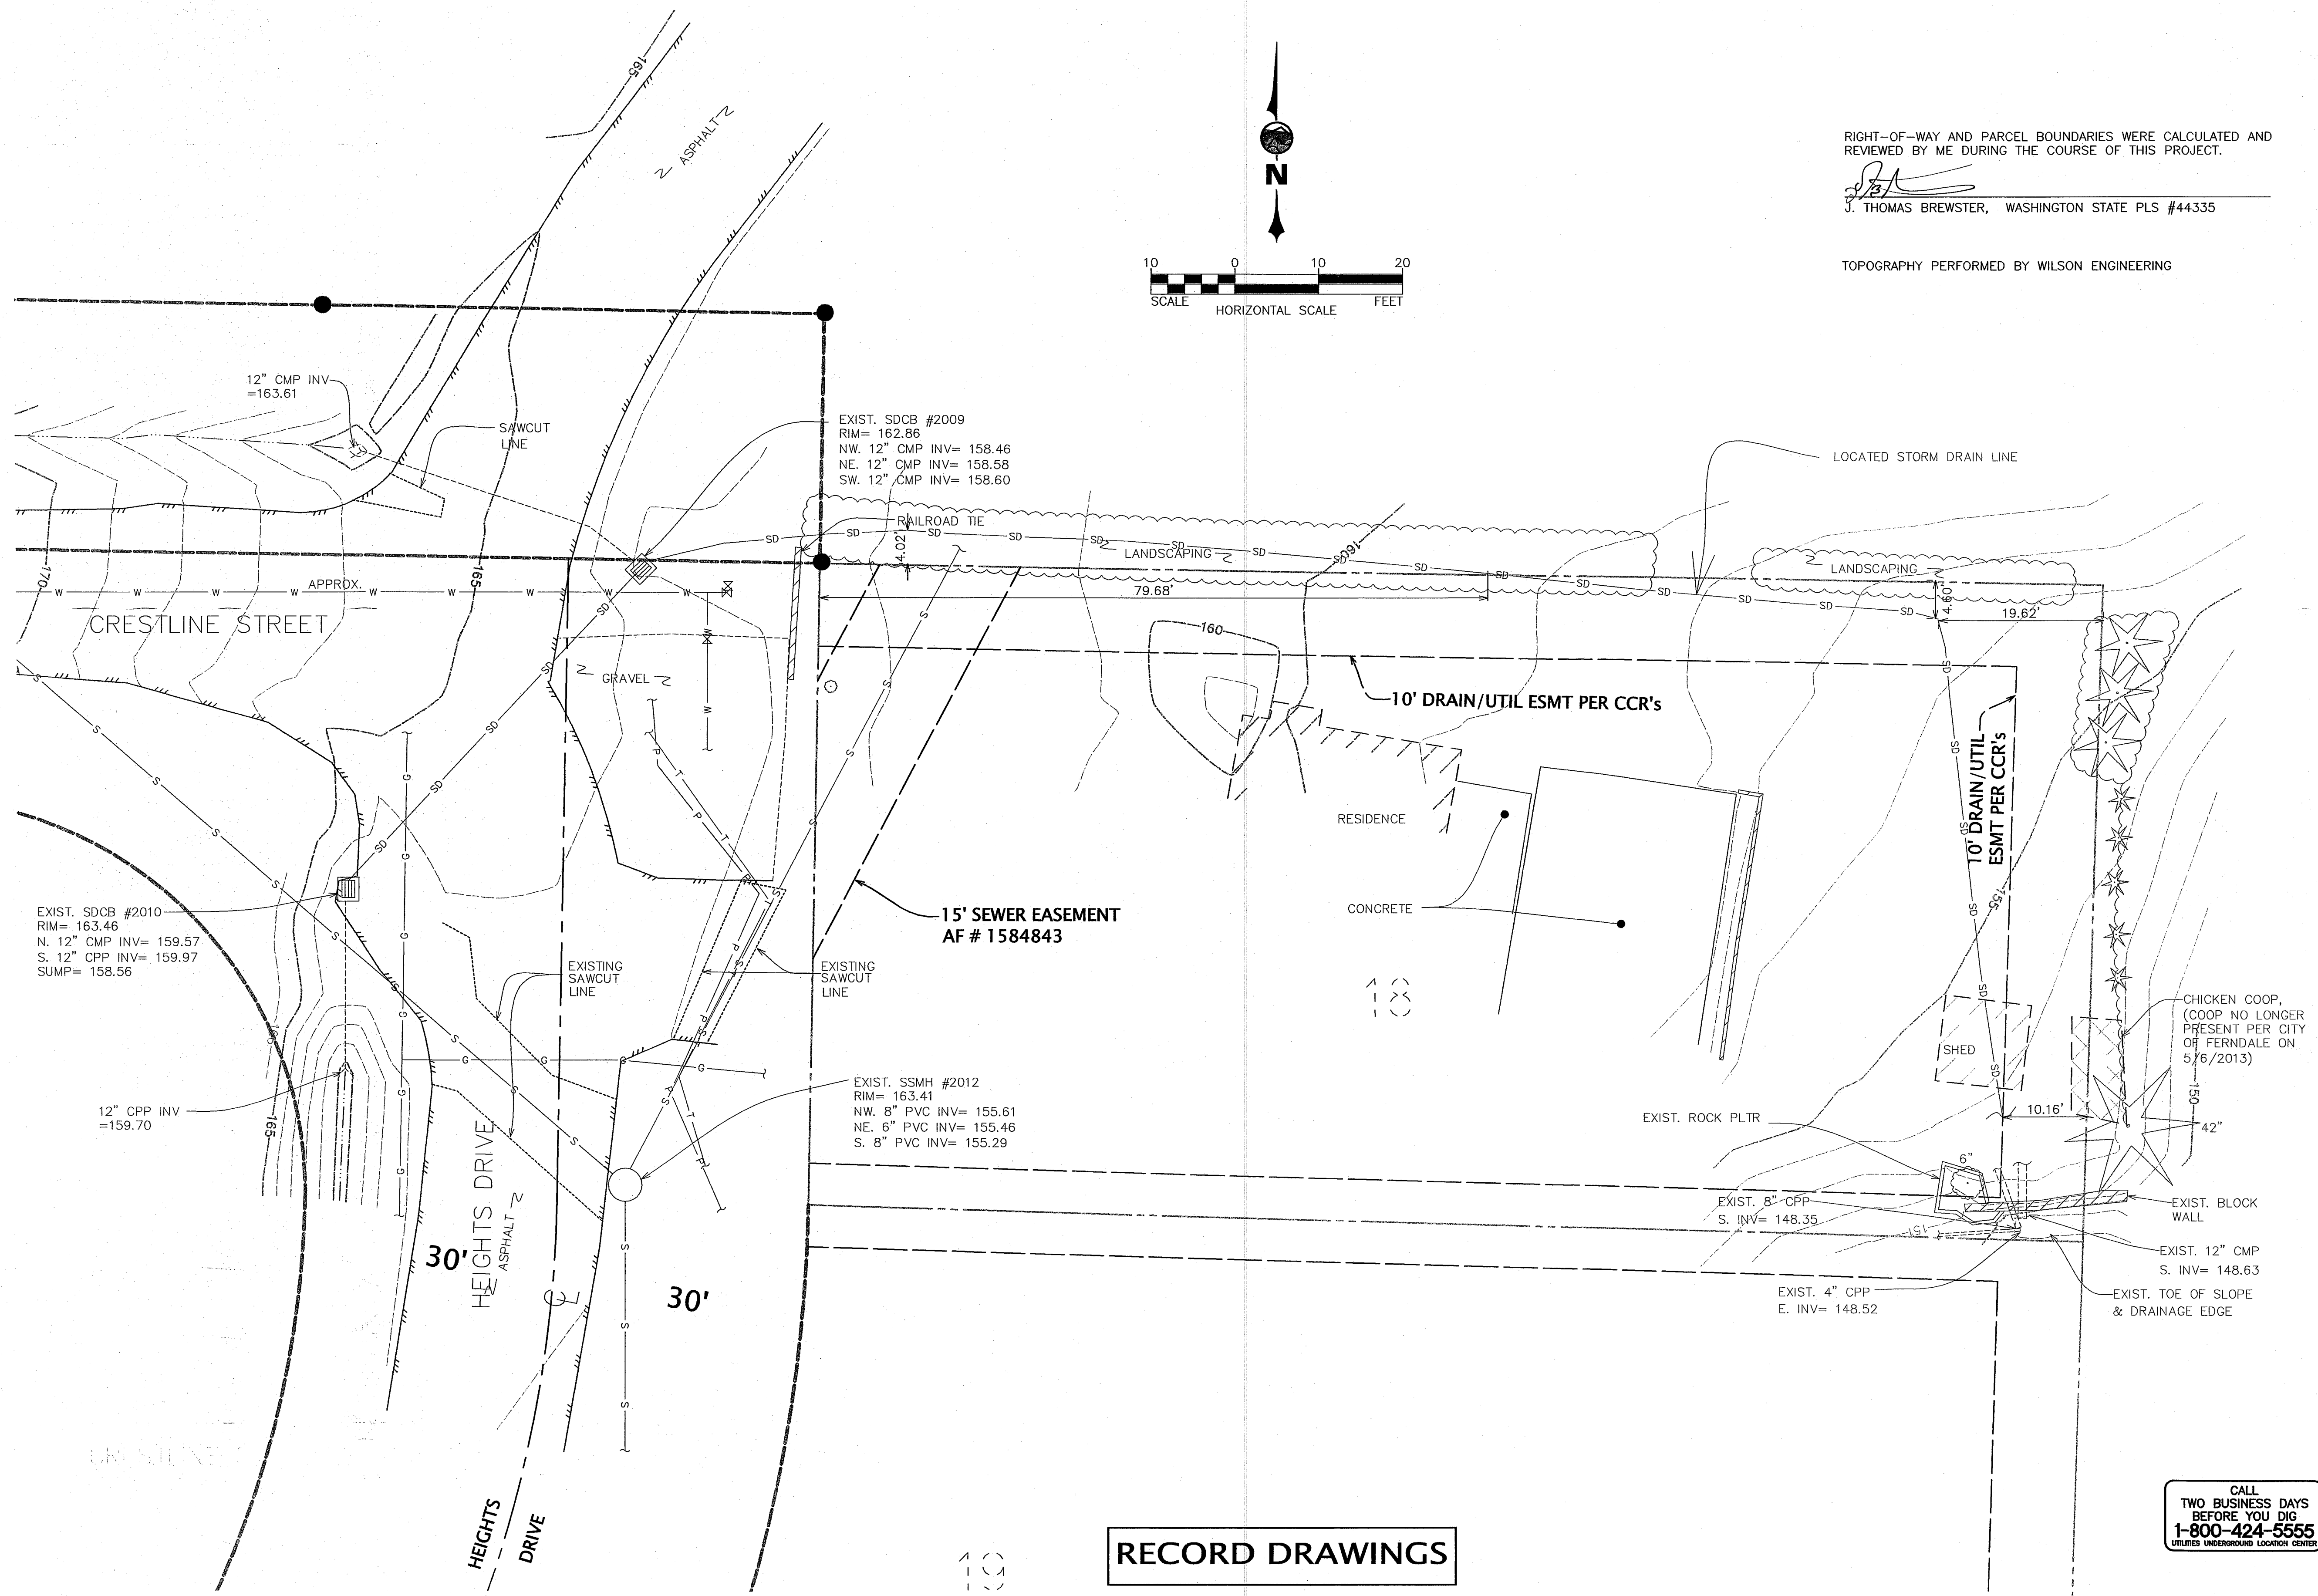 165
ASPHALT
N
10 0 10 20
SCALE FEET
HORIZONTAL SCALE
RIGHT-OF-WAY AND PARCEL BOUNDARIES WERE CALCULATED AND
REVIEWED BY ME DURING THE COURSE OF THIS PROJECT.
J. THOMAS BREWSTER, WASHINGTON STATE PLS #44335
TOPOGRAPHY PERFORMED BY WILSON ENGINEERING
12" CMP INV
=163.61
SAWCUT
LINE
EXIST. SDCB #2009
RIM= 162.86
NW. 12" CMP INV= 158.46
NE. 12" CMP INV= 158.58
SW. 12" CMP INV= 158.60
LOCATED STORM DRAIN LINE
RAILROAD TIE
4.02'
LANDSCAPING
160
LANDSCAPING
170
165
APPROX.
79.68'
4.60'
19.62'
CRESTLINE STREET
160
GRAVEL
10' DRAIN/UTIL ESMT PER CCR's
10' DRAIN/UTIL
ESMT PER CCR's
RESIDENCE
CONCRETE
155
15' SEWER EASEMENT
AF # 1584843
EXIST. SDCB #2010
RIM= 163.46
N. 12" CMP INV= 159.57
S. 12" CPP INV= 159.97
SUMP= 158.56
EXISTING
SAWCUT
LINE
EXISTING
SAWCUT
LINE
18
CHICKEN COOP,
(COOP NO LONGER
PRESENT PER CITY
OF FERNDALE ON
5/6/2013)
SHED
150
12" CPP INV
=159.70
165
EXIST. SSMH #2012
RIM= 163.41
NW. 8" PVC INV= 155.61
NE. 6" PVC INV= 155.46
S. 8" PVC INV= 155.29
EXIST. ROCK PLTR
10.16'
42"
6"
EXIST. 8" CPP
S. INV= 148.35
151
EXIST. BLOCK
WALL
EXIST. 12" CMP
S. INV= 148.63
EXIST. 4" CPP
E. INV= 148.52
EXIST. TOE OF SLOPE
& DRAINAGE EDGE
HEIGHTS DRIVE
ASPHALT
30'
CL
30'
HEIGHTS
DRIVE
19
RECORD DRAWINGS
CALL
TWO BUSINESS DAYS
BEFORE YOU DIG
1-800-424-5555
UTILITIES UNDERGROUND LOCATION CENTER